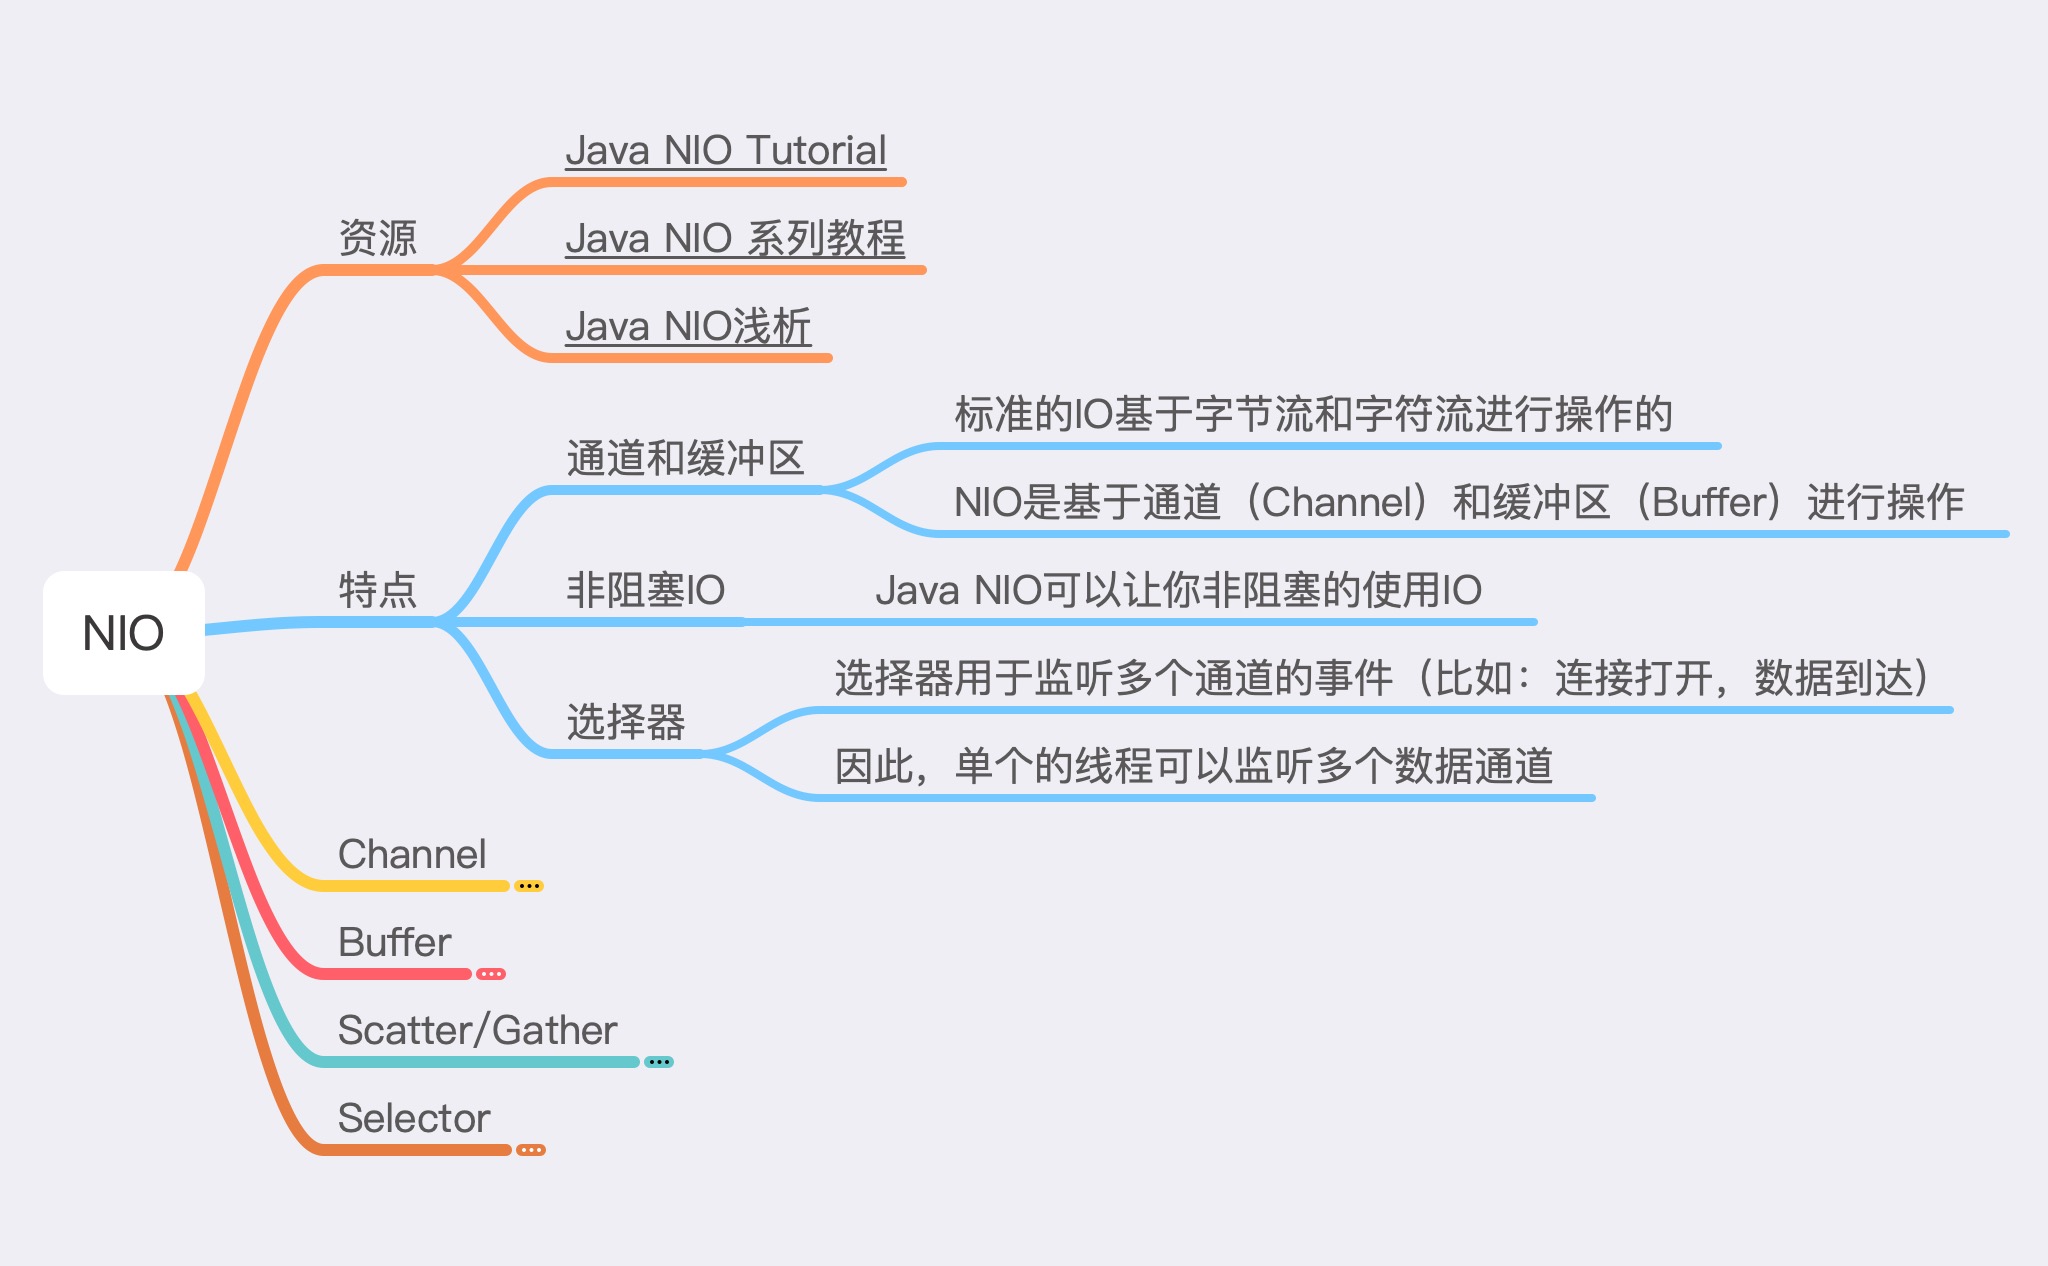 Java NIO Tutorial
资源
Java NIO 系列教程
Java NIO浅析
标准的IO基于字节流和字符流进行操作的
通道和缓冲区
NIO是基于通道（Channel）和缓冲区（Buffer）进行操作
特点
非阻塞IO
Java NIO可以让你非阻塞的使用IO
NIO
选择器用于监听多个通道的事件（比如：连接打开，数据到达）
选择器
因此，单个的线程可以监听多个数据通道
Channel
Buffer
Scatter/Gather
Selector